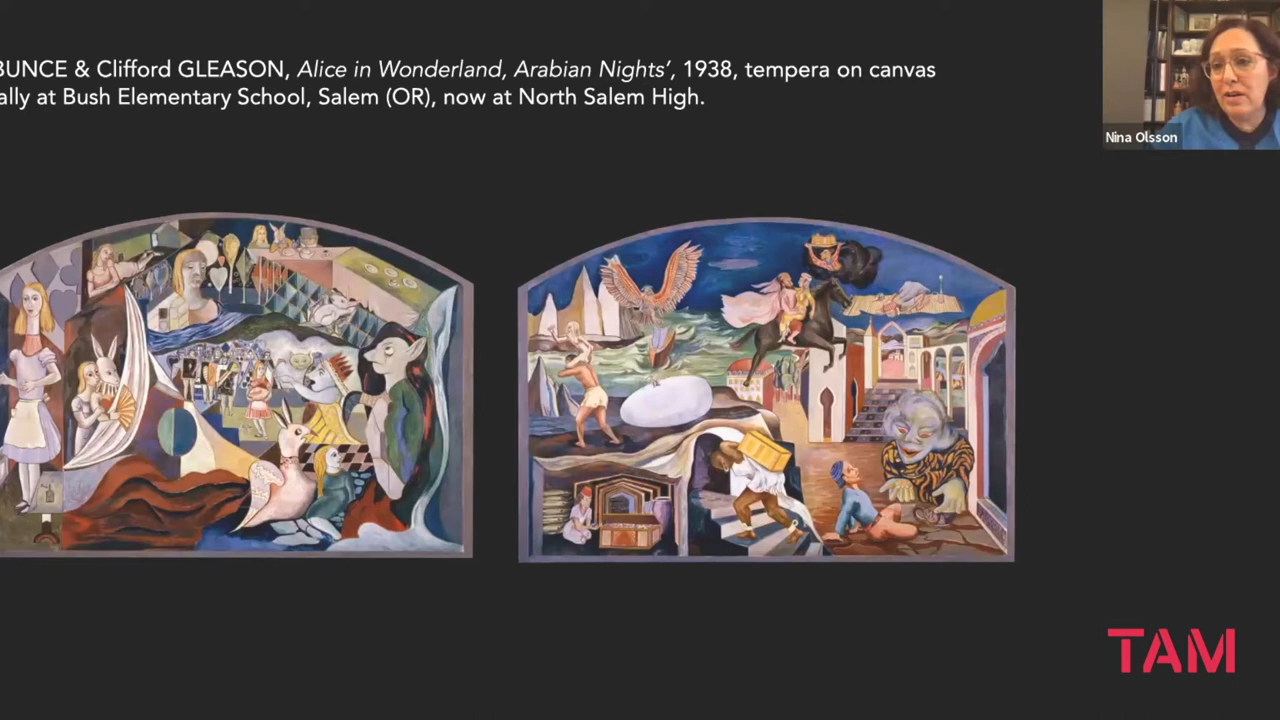 BUNCE & Clifford GLEASON, Alice in Wonderland, Arabian Nights', 1938, tempera on canvas
ally at Bush Elementary School, Salem (OR), now at North Salem High.
Nina Olsson
TAM